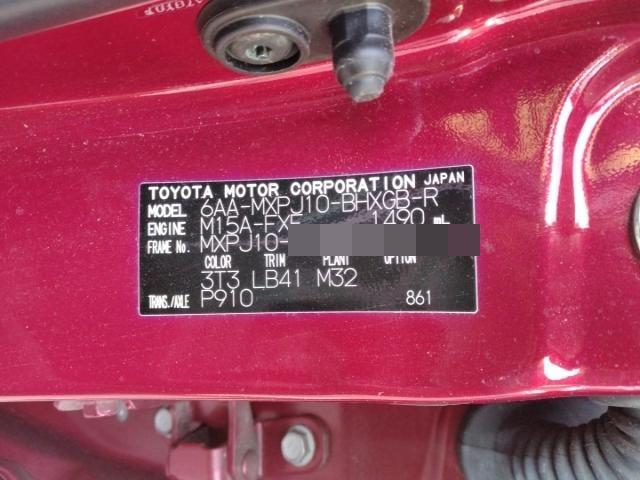 TOYOTA MOTOR CORPORATION JAPAN
MODEL 6AA-MXPJ10-BHXGB-R
ENGINE M15A-FXE 1490 mL
FRAME No. MXPJ10-
COLOR TRIM PLANT OPTION
3T3 LB41 M32
TRANS./AXLE P910 861